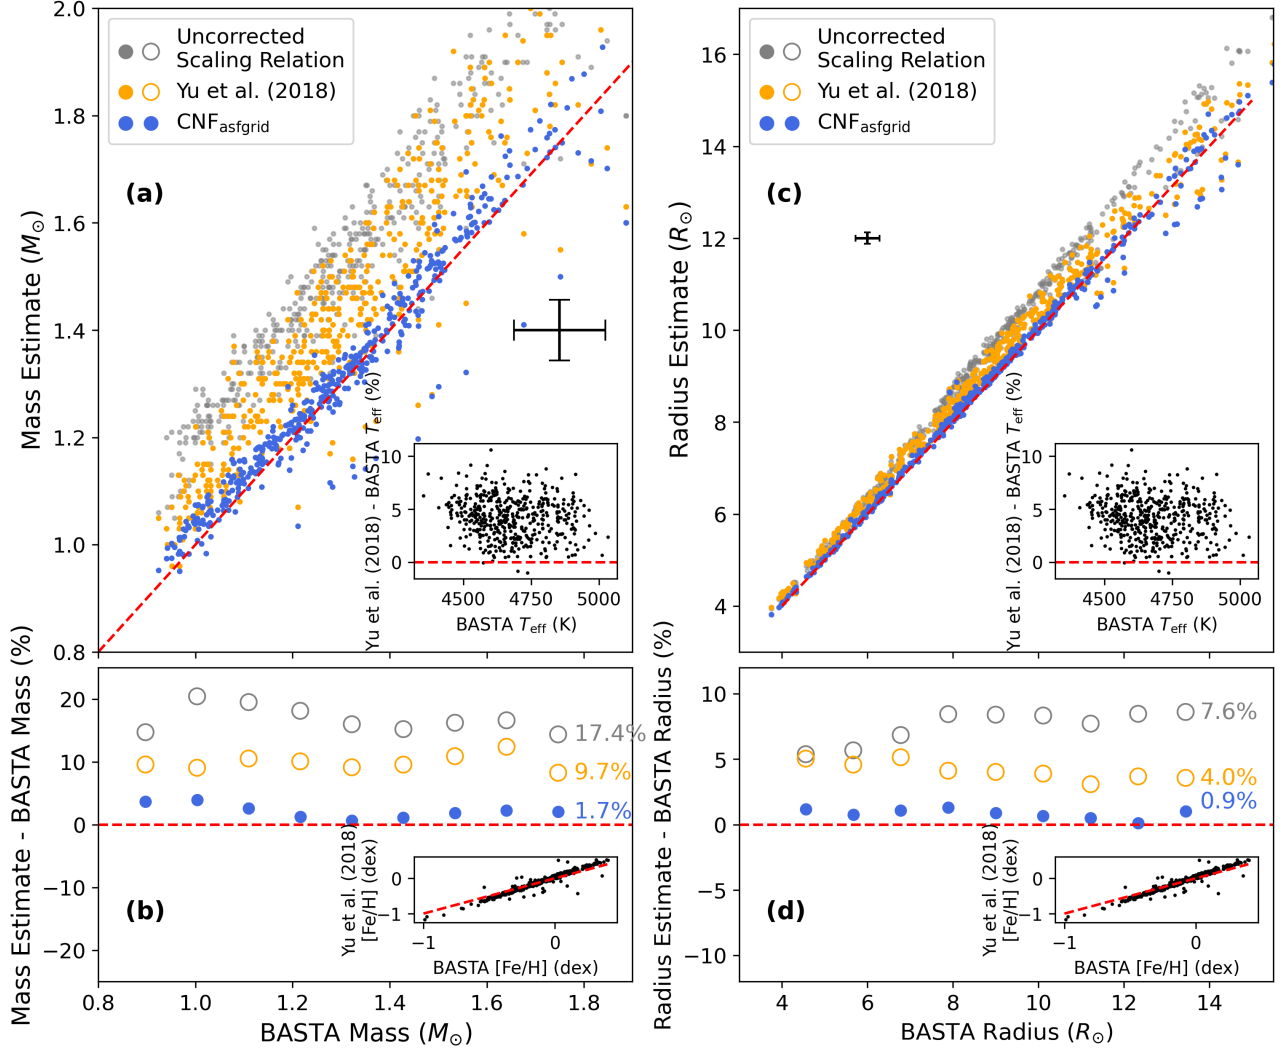 2.0
1.8
1.6
1.4
1.2
1.0
0.8
Mass Estimate (M⊙)
Uncorrected
Scaling Relation
Yu et al. (2018)
CNFasfgrid
(a)
Yu et al. (2018) - BASTA Teff (%)
10
5
0
4500 4750 5000
BASTA Teff (K)
16
14
12
10
8
6
4
Radius Estimate (R⊙)
Uncorrected
Scaling Relation
Yu et al. (2018)
CNFasfgrid
(c)
Yu et al. (2018) - BASTA Teff (%)
10
5
0
4500 4750 5000
BASTA Teff (K)
Mass Estimate - BASTA Mass (%)
20
10
0
−10
−20
17.4%
9.7%
1.7%
(b)
Yu et al. (2018)
[Fe/H] (dex)
0
−1
−1 0
BASTA [Fe/H] (dex)
0.8 1.0 1.2 1.4 1.6 1.8
BASTA Mass (M⊙)
Radius Estimate - BASTA Radius (%)
10
5
0
−5
−10
7.6%
4.0%
0.9%
(d)
Yu et al. (2018)
[Fe/H] (dex)
0
−1
−1 0
BASTA [Fe/H] (dex)
4 6 8 10 12 14
BASTA Radius (R⊙)